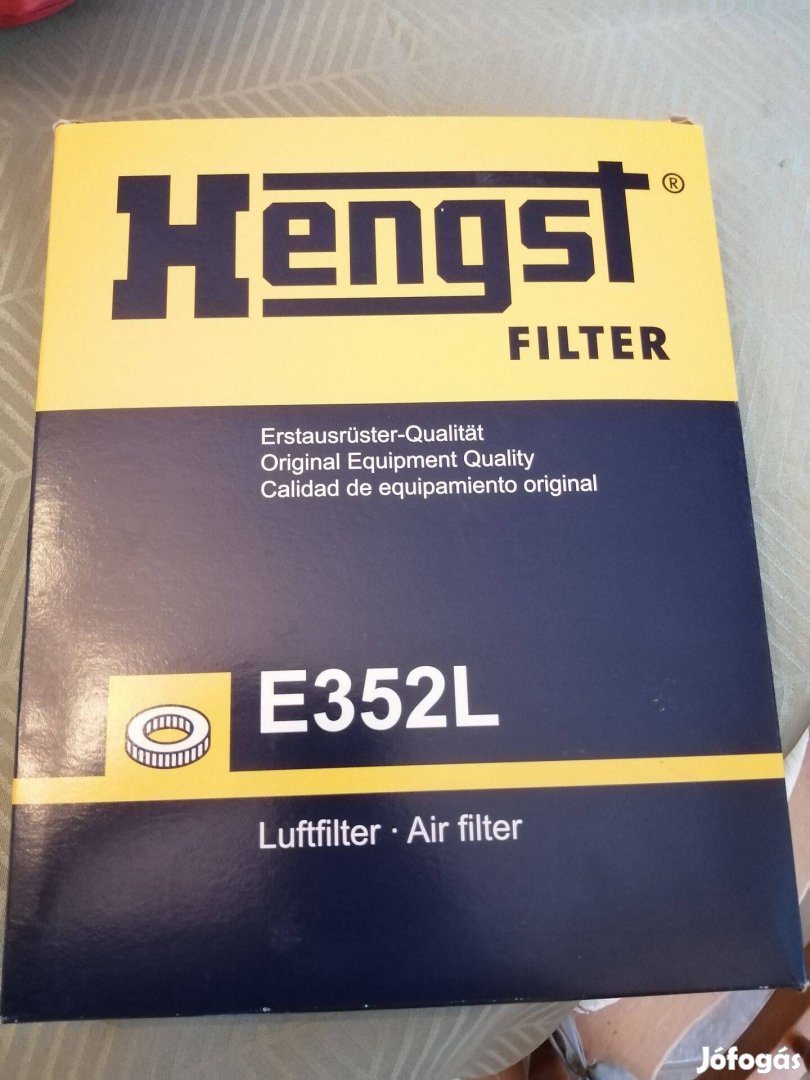 Hengst®
FILTER
Erstausrüster-Qualität
Original Equipment Quality
Calidad de equipamiento original
E352L
Luftfilter · Air filter
Jófogás